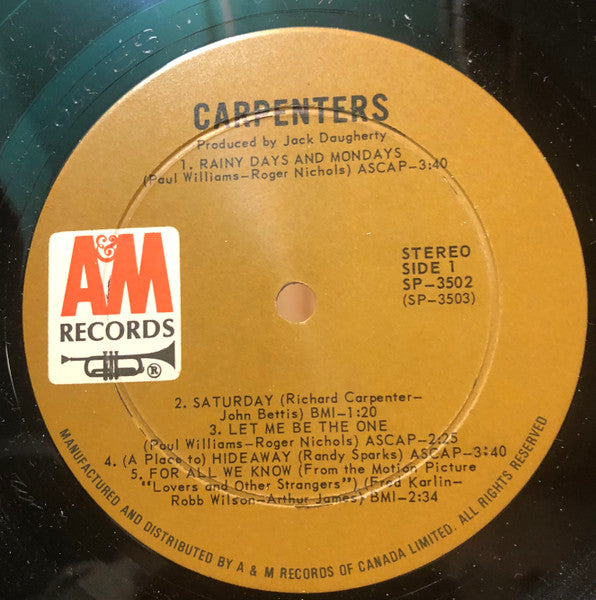 CARPENTERS
Produced by Jack Daugherty
1. RAINY DAYS AND MONDAYS
(Paul Williams–Roger Nichols) ASCAP–3:40
A&M
RECORDS
®
STEREO
SIDE 1
SP–3502
(SP–3503)
2. SATURDAY (Richard Carpenter–
John Bettis) BMI–1:20
3. LET ME BE THE ONE
(Paul Williams–Roger Nichols) ASCAP–2:25
4. (A Place to) HIDEAWAY (Randy Sparks) ASCAP–3:40
5. FOR ALL WE KNOW (From the Motion Picture
"Lovers and Other Strangers") (Fred Karlin–
Robb Wilson–Arthur James) BMI–2:34
MANUFACTURED AND DISTRIBUTED BY A & M RECORDS OF CANADA LIMITED. ALL RIGHTS RESERVED